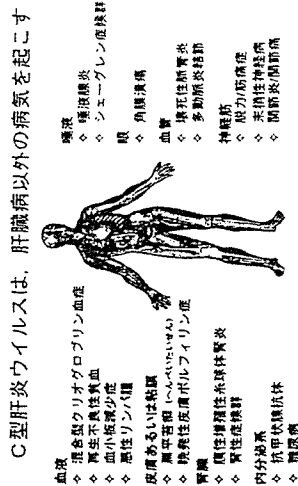 C型肝炎ウイルスは，肝臓病以外の病気を起こす
血液
◇ 混合型クリオグロブリン血症
◇ 再生不良性貧血
◇ 血小板減少症
◇ 悪性リンパ腫
皮膚あるいは粘膜
◇ 扁平苔癬 (へんぺいたいせん)
◇ 晩発性皮膚ポルフィリン症
腎臓
◇ 膜性増殖性糸球体腎炎
◇ 腎性症候群
内分泌系
◇ 抗甲状腺抗体
◇ 糖尿病
唾液
◇ 唾液腺炎
◇ シェーグレン症候群
眼
◇ 角膜潰瘍
血管
◇ 壊死性脈管炎
◇ 多動脈炎結節
神経筋
◇ 脱力/筋痛症
◇ 末梢性神経病
◇ 関節炎/関節痛